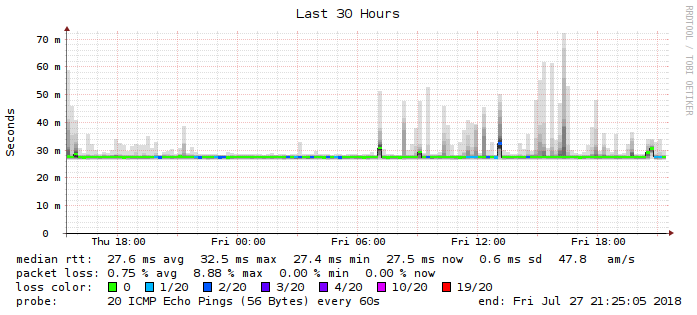 Last 30 Hours
RRDTOOL / TOBI OETIKER
Seconds
70 m
60 m
50 m
40 m
30 m
20 m
10 m
0
Thu 18:00 Fri 00:00 Fri 06:00 Fri 12:00 Fri 18:00
median rtt: 27.6 ms avg 32.5 ms max 27.4 ms min 27.5 ms now 0.6 ms sd 47.8 am/s
packet loss: 0.75 % avg 8.88 % max 0.00 % min 0.00 % now
loss color: 0 1/20 2/20 3/20 4/20 10/20 19/20
probe: 20 ICMP Echo Pings (56 Bytes) every 60s end: Fri Jul 27 21:25:05 2018